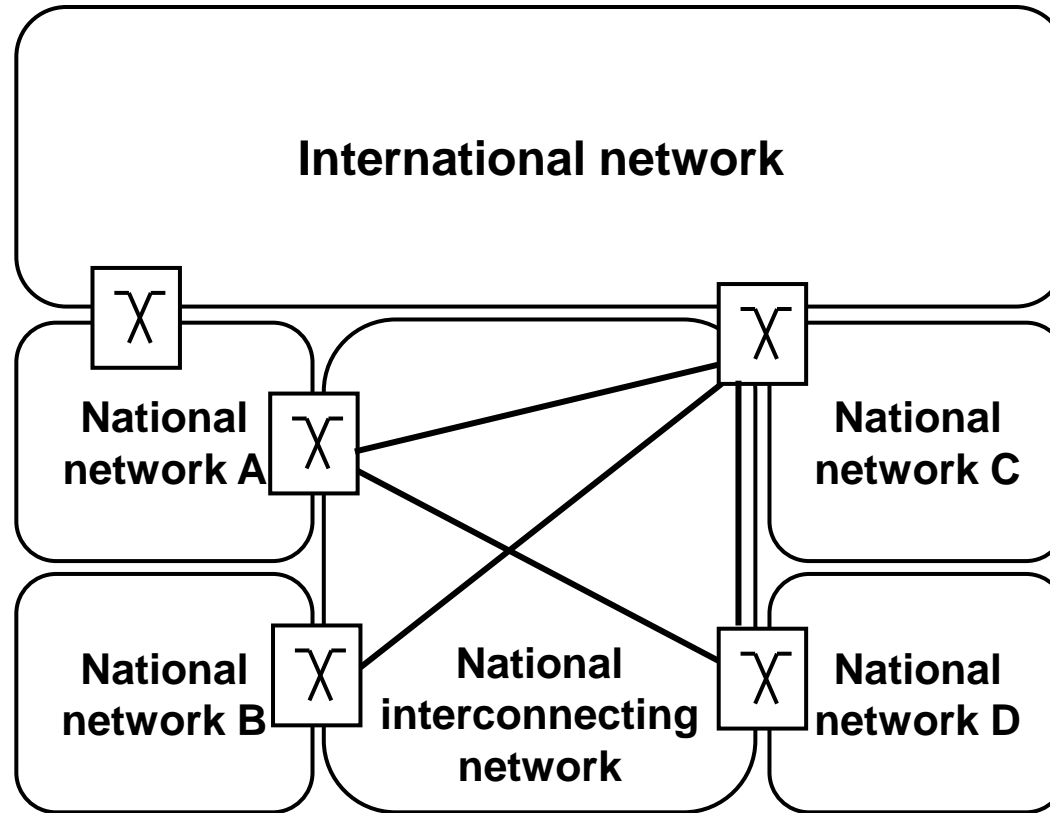 International network
National
network A
National
network C
National
network B
National
interconnecting
network
National
network D